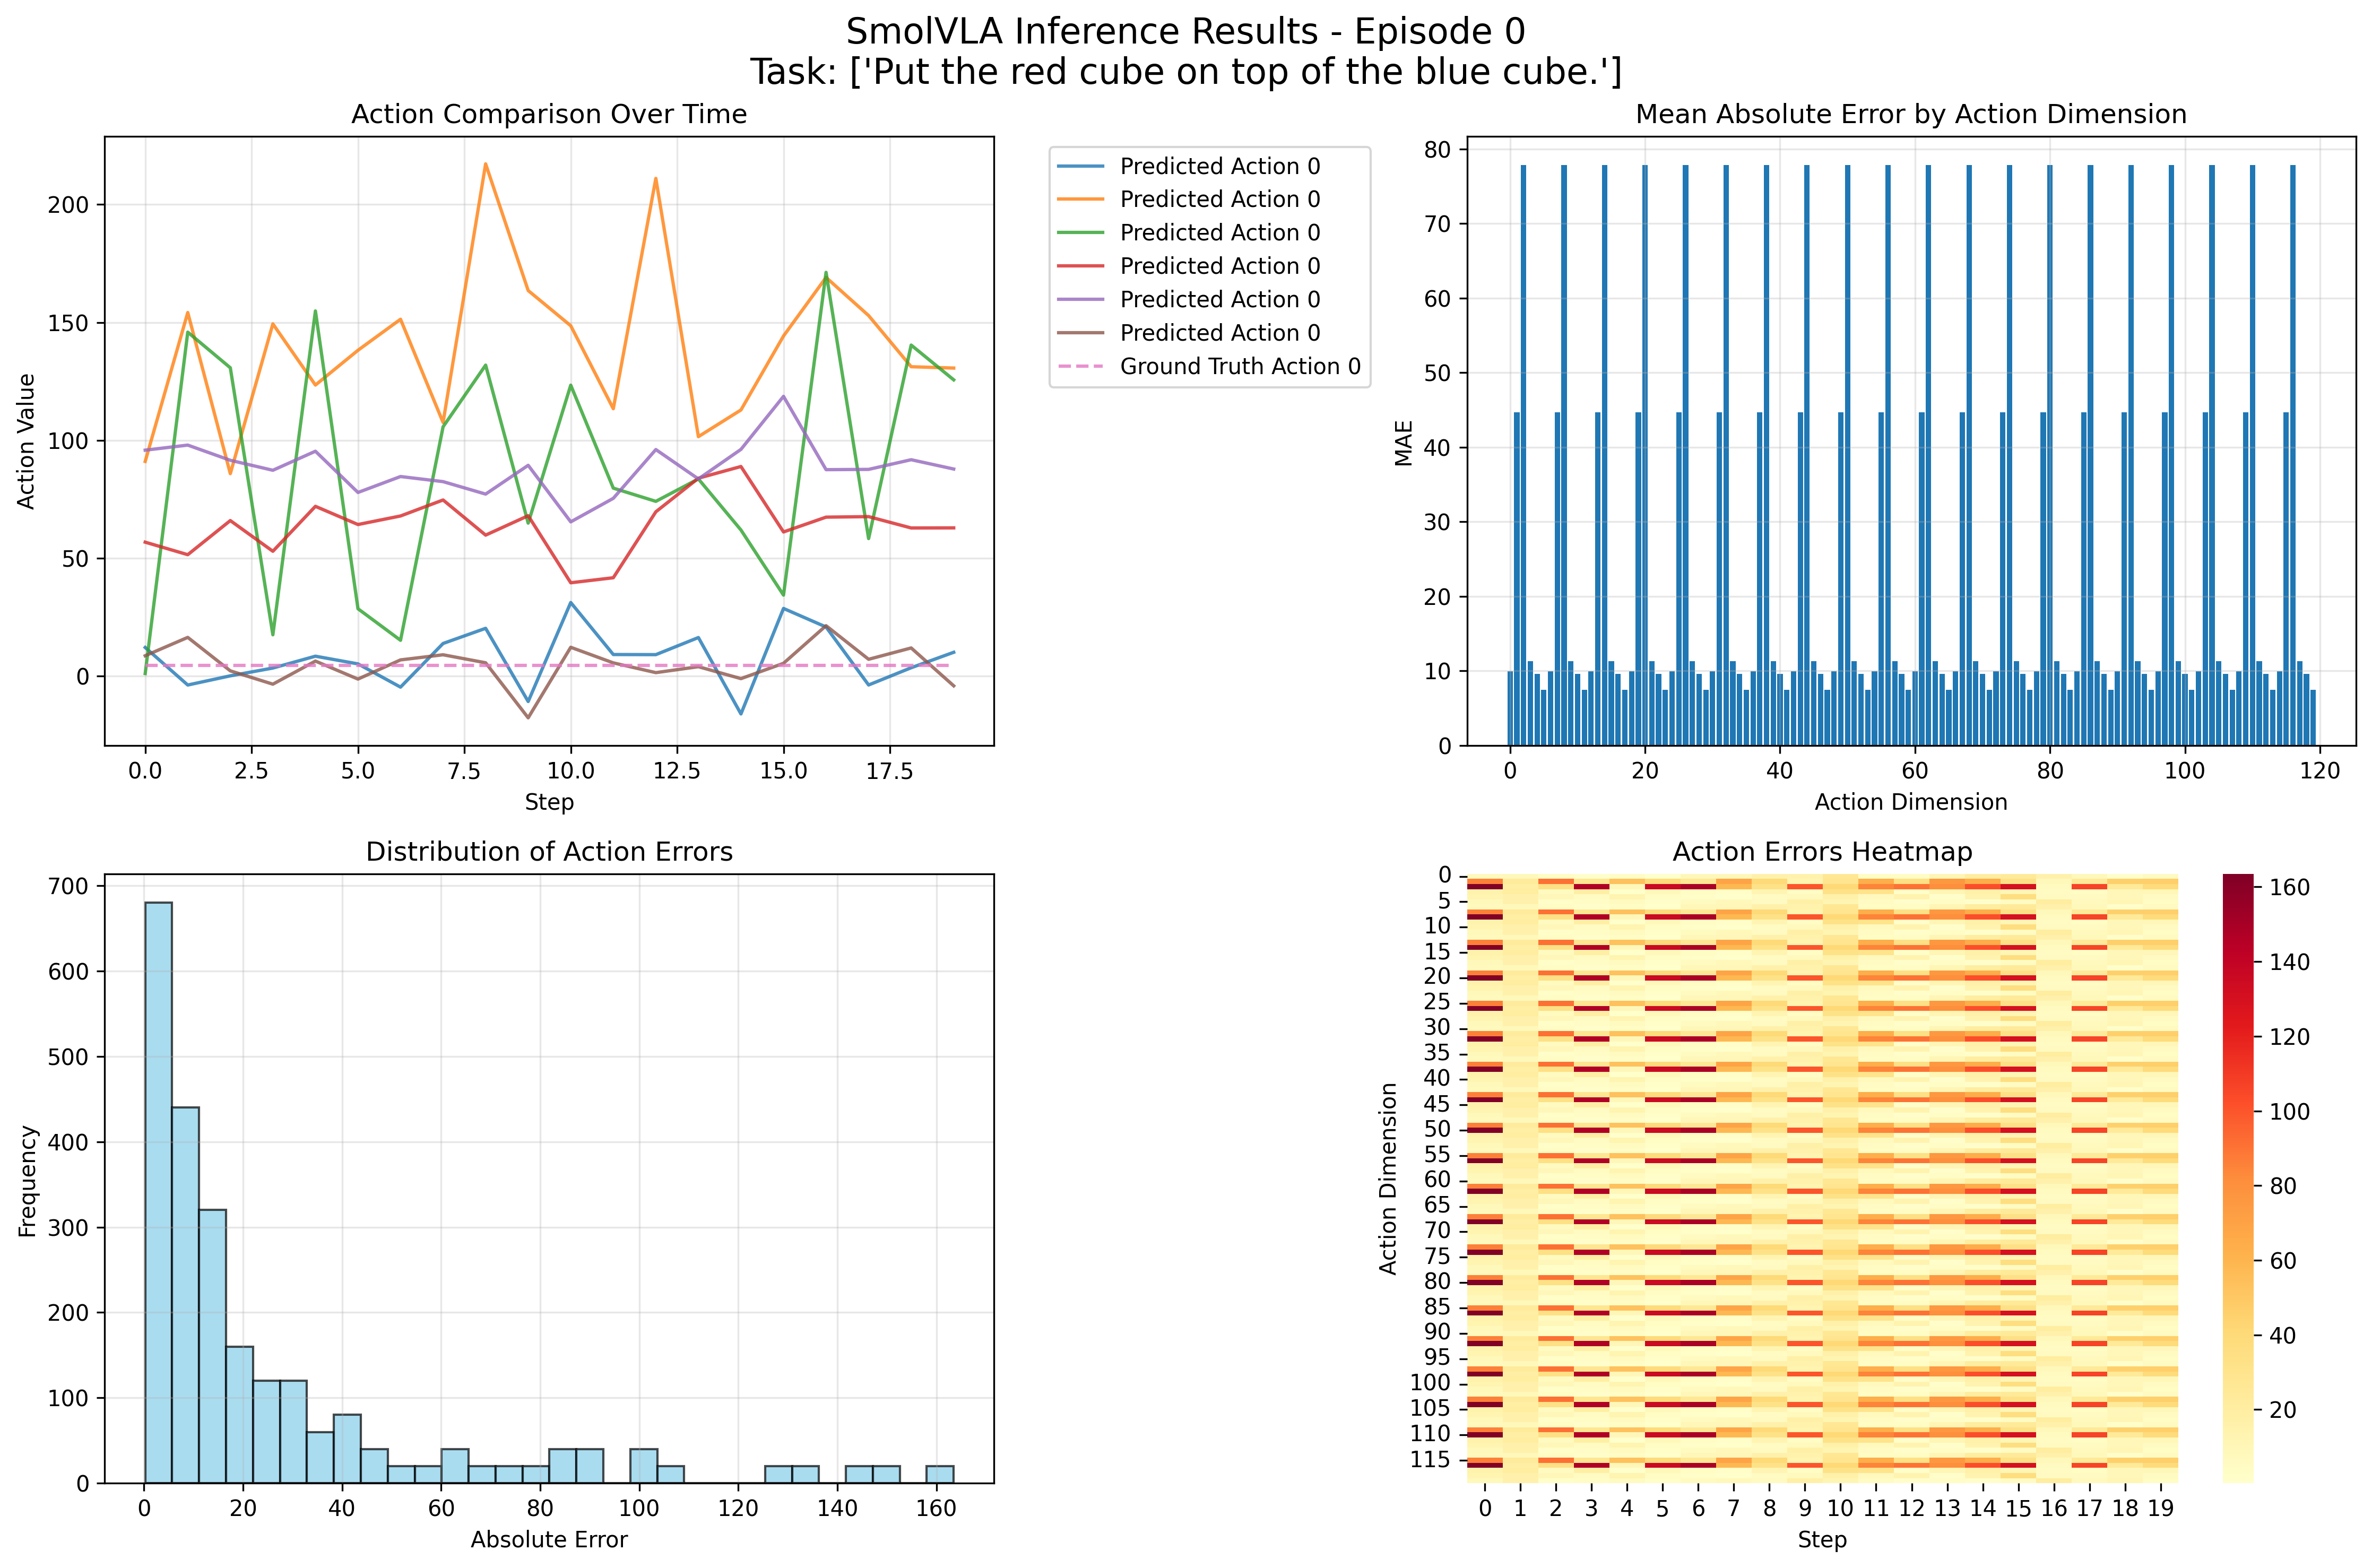 SmolVLA Inference Results - Episode 0
Task: ['Put the red cube on top of the blue cube.']
Action Comparison Over Time
Action Value
200
150
100
50
0
0.0 2.5 5.0 7.5 10.0 12.5 15.0 17.5
Step
Predicted Action 0
Predicted Action 0
Predicted Action 0
Predicted Action 0
Predicted Action 0
Predicted Action 0
Ground Truth Action 0
Mean Absolute Error by Action Dimension
MAE
80
70
60
50
40
30
20
10
0
0 20 40 60 80 100 120
Action Dimension
Distribution of Action Errors
Frequency
700
600
500
400
300
200
100
0
0 20 40 60 80 100 120 140 160
Absolute Error
Action Errors Heatmap
Action Dimension
0
5
10
15
20
25
30
35
40
45
50
55
60
65
70
75
80
85
90
95
100
105
110
115
0 1 2 3 4 5 6 7 8 9 10 11 12 13 14 15 16 17 18 19
Step
160
140
120
100
80
60
40
20